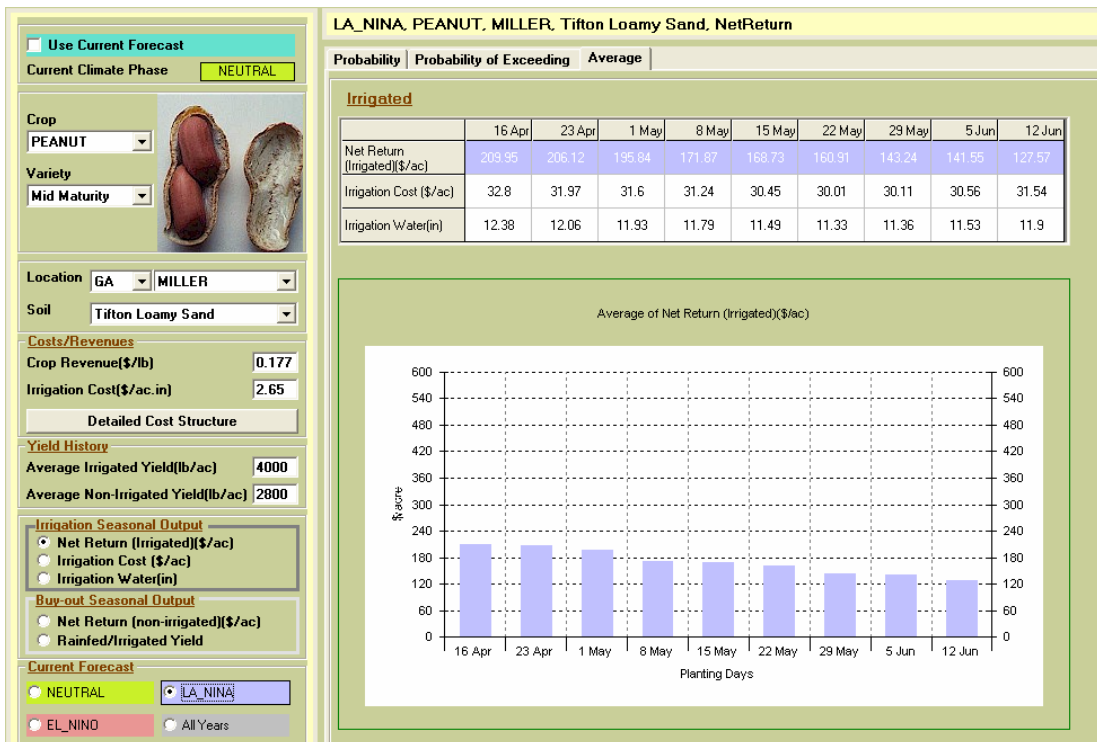 Use Current Forecast
Current Climate Phase NEUTRAL
Crop
PEANUT
Variety
Mid Maturity
Location GA MILLER
Soil Tifton Loamy Sand
Costs/Revenues
Crop Revenue($/lb) 0.177
Irrigation Cost($/ac.in) 2.65
Detailed Cost Structure
Yield History
Average Irrigated Yield(lb/ac) 4000
Average Non-Irrigated Yield(lb/ac) 2800
Irrigation Seasonal Output
Net Return (Irrigated)($/ac)
Irrigation Cost ($/ac)
Irrigation Water(in)
Buy-out Seasonal Output
Net Return (non-irrigated)($/ac)
Rainfed/Irrigated Yield
Current Forecast
NEUTRAL LA_NINA
EL_NINO All Years
LA_NINA, PEANUT, MILLER, Tifton Loamy Sand, NetReturn
Probability Probability of Exceeding Average
Irrigated
16 Apr 23 Apr 1 May 8 May 15 May 22 May 29 May 5 Jun 12 Jun
Net Return
(Irrigated)($/ac) 209.95 206.12 195.84 171.87 168.73 160.91 143.24 141.55 127.57
Irrigation Cost ($/ac) 32.8 31.97 31.6 31.24 30.45 30.01 30.11 30.56 31.54
Irrigation Water(in) 12.38 12.06 11.93 11.79 11.49 11.33 11.36 11.53 11.9
Average of Net Return (Irrigated)($/ac)
600 600
540 540
480 480
420 420
360 360
300 300
240 240
180 180
120 120
60 60
0 0
$/acre
16 Apr 23 Apr 1 May 8 May 15 May 22 May 29 May 5 Jun 12 Jun
Planting Days